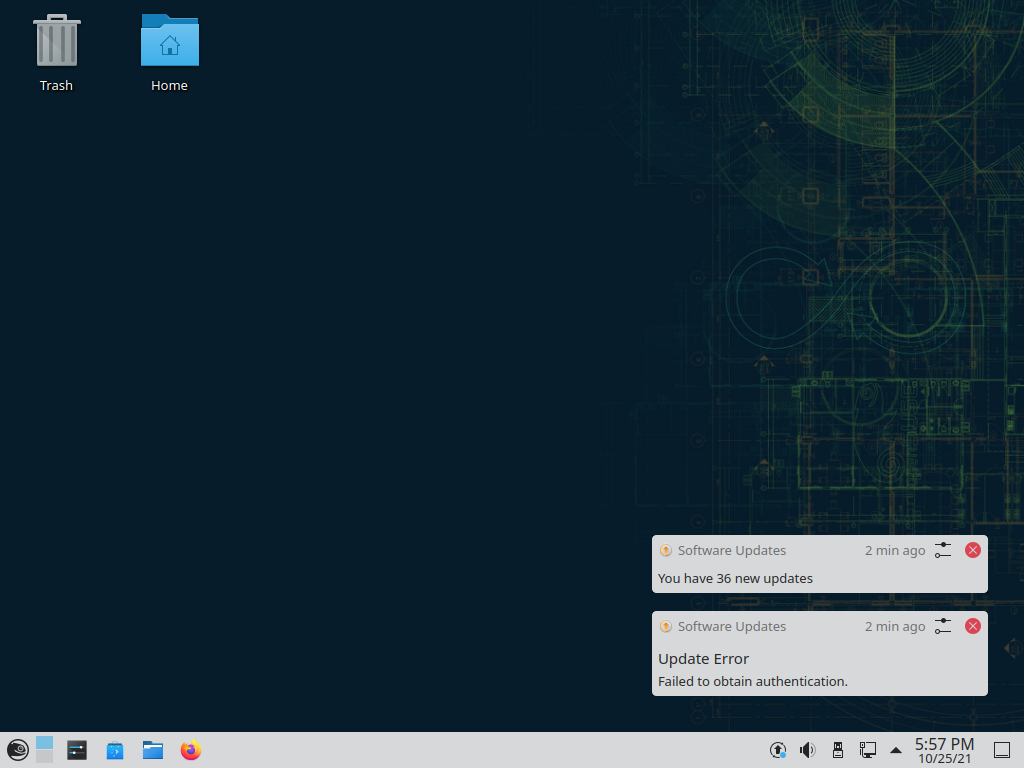 Trash
Home
Software Updates 2 min ago
You have 36 new updates
Software Updates 2 min ago
Update Error
Failed to obtain authentication.
5:57 PM
10/25/21